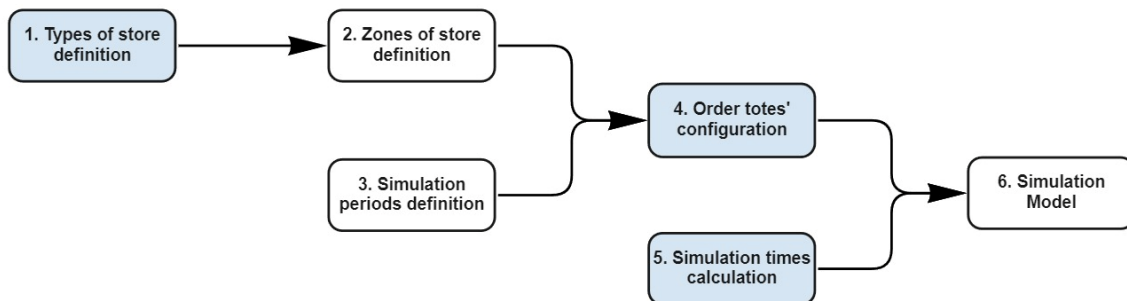 1. Types of store
definition
2. Zones of store
definition
3. Simulation
periods definition
4. Order totes'
configuration
5. Simulation times
calculation
6. Simulation
Model